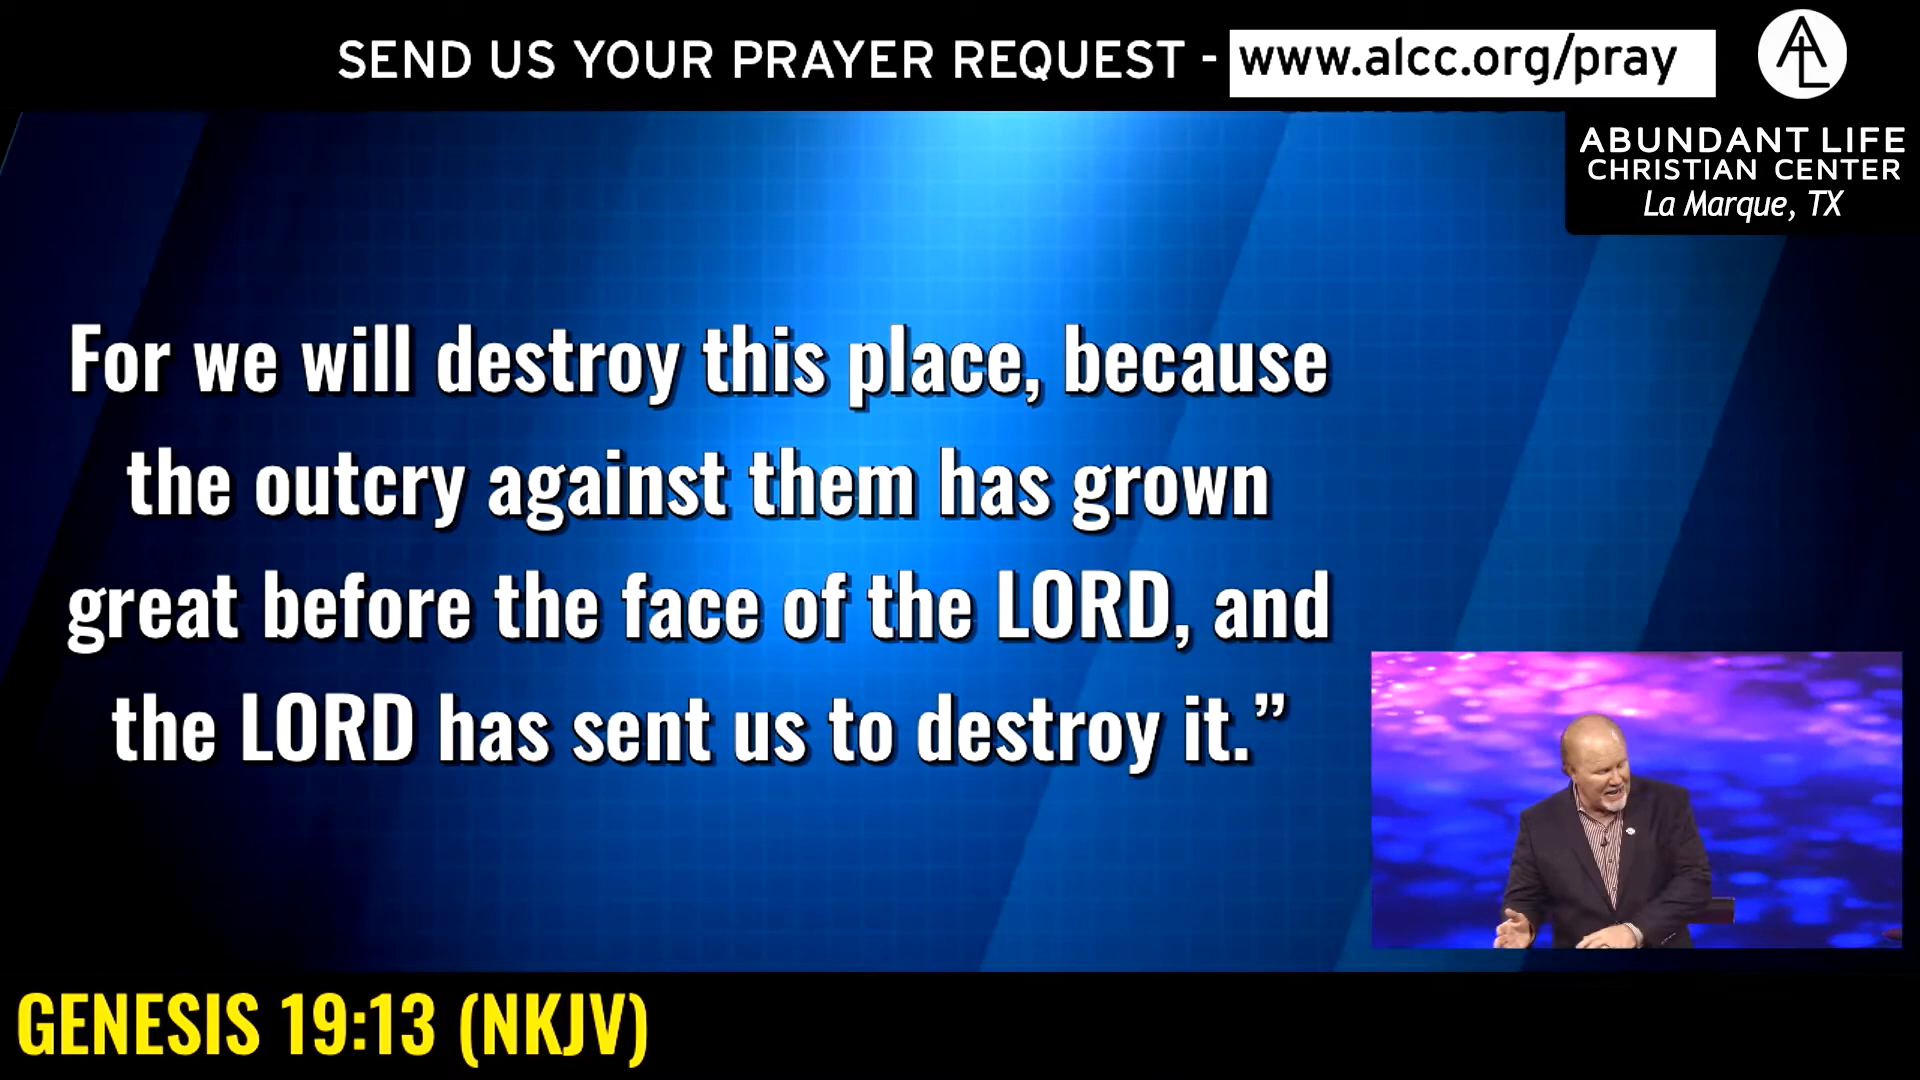 SEND US YOUR PRAYER REQUEST - www.alcc.org/pray
ABUNDANT LIFE
CHRISTIAN CENTER
La Marque, TX
For we will destroy this place, because
the outcry against them has grown
great before the face of the LORD, and
the LORD has sent us to destroy it.”
GENESIS 19:13 (NKJV)